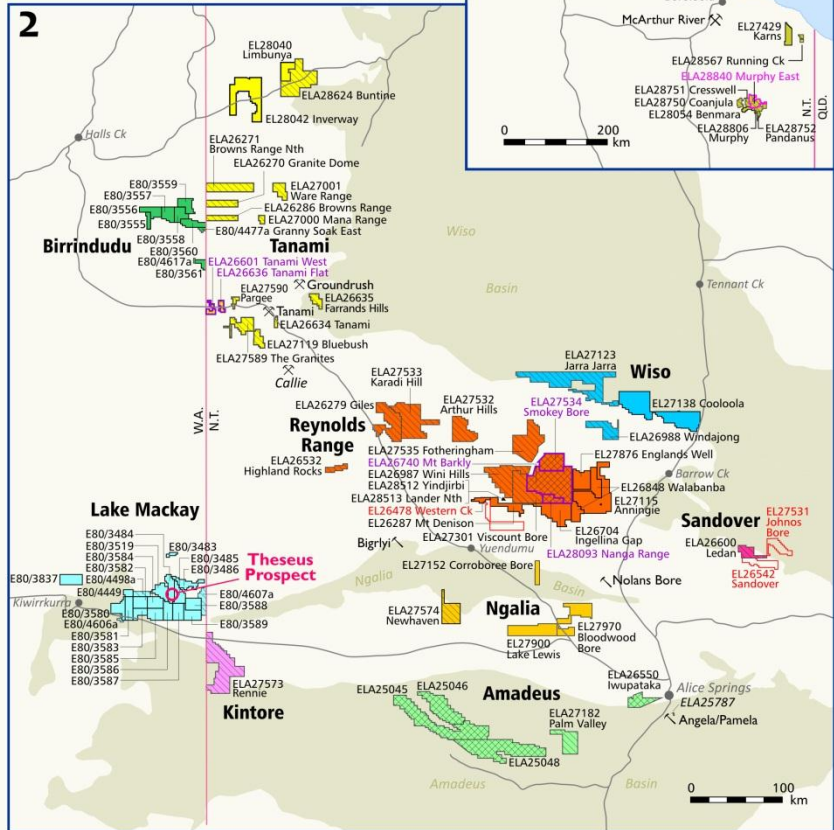 2
EL28040
Limbunya
ELA28624 Buntine
EL28042 Inverway
Halls Ck
McArthur River
EL27429
Karns
ELA28567 Running Ck
ELA28840 Murphy East
ELA28751 Cresswell
ELA28750 Coanjula
EL28054 Benmara
ELA28806
Murphy
ELA28752
Pandanus
N.T.
QLD.
0
200
km
ELA26271
Browns Range Nth
ELA26270 Granite Dome
ELA27001
Ware Range
ELA26286 Browns Range
ELA27000 Mana Range
E80/4477a Granny Soak East
E80/3559
E80/3557
E80/3556
E80/3555
E80/3558
E80/3560
E80/4617a
E80/3561
Birrindudu
Tanami
ELA26601 Tanami West
ELA26636 Tanami Flat
ELA27590
Pargee
Groundrush
Tanami
ELA26635
Farrands Hills
ELA26634 Tanami
ELA27119 Bluebush
ELA27589 The Granites
Callie
Wiso
Basin
Tennant Ck
W.A.
N.T.
ELA27533
Karadi Hill
ELA26279 Giles
ELA27532
Arthur Hills
Reynolds
Range
ELA26532
Highland Rocks
ELA27123
Jarra Jarra
Wiso
EL27138 Cooloola
ELA26988 Windajong
ELA27534
Smokey Bore
ELA27535 Fotheringham
ELA26740 Mt Barkly
ELA26987 Wini Hills
EL28512 Yindjirbi
EL28513 Lander Nth
EL26478 Western Ck
EL26287 Mt Denison
ELA27301 Viscount Bore
EL27876 Englands Well
Barrow Ck
ELA26848 Walabanba
EL27115
Anningie
EL26704
Ingellina Gap
ELA28093 Nanga Range
Bigrlyi
Yuendumu
Sandover
ELA26600
Ledan
EL27531
Johnos
Bore
EL26542
Sandover
Lake Mackay
E80/3484
E80/3519
E80/3584
E80/3582
E80/4498a
E80/4449
E80/3837
E80/3483
E80/3485
E80/3486
Theseus
Prospect
E80/4607a
E80/3588
E80/3589
Kiwirrkurra
E80/3580
E80/4606a
E80/3581
E80/3583
E80/3585
E80/3586
E80/3587
ELA27573
Rennie
Kintore
Ngalia
Basin
EL27152 Corroboree Bore
Nolans Bore
ELA27574
Newhaven
Ngalia
EL27970
Bloodwood
Bore
EL27900
Lake Lewis
ELA25045
ELA25046
Amadeus
ELA27182
Palm Valley
ELA25048
ELA26550
Iwupataka
Alice Springs
ELA25787
Angela/Pamela
Amadeus
Basin
0
100
km